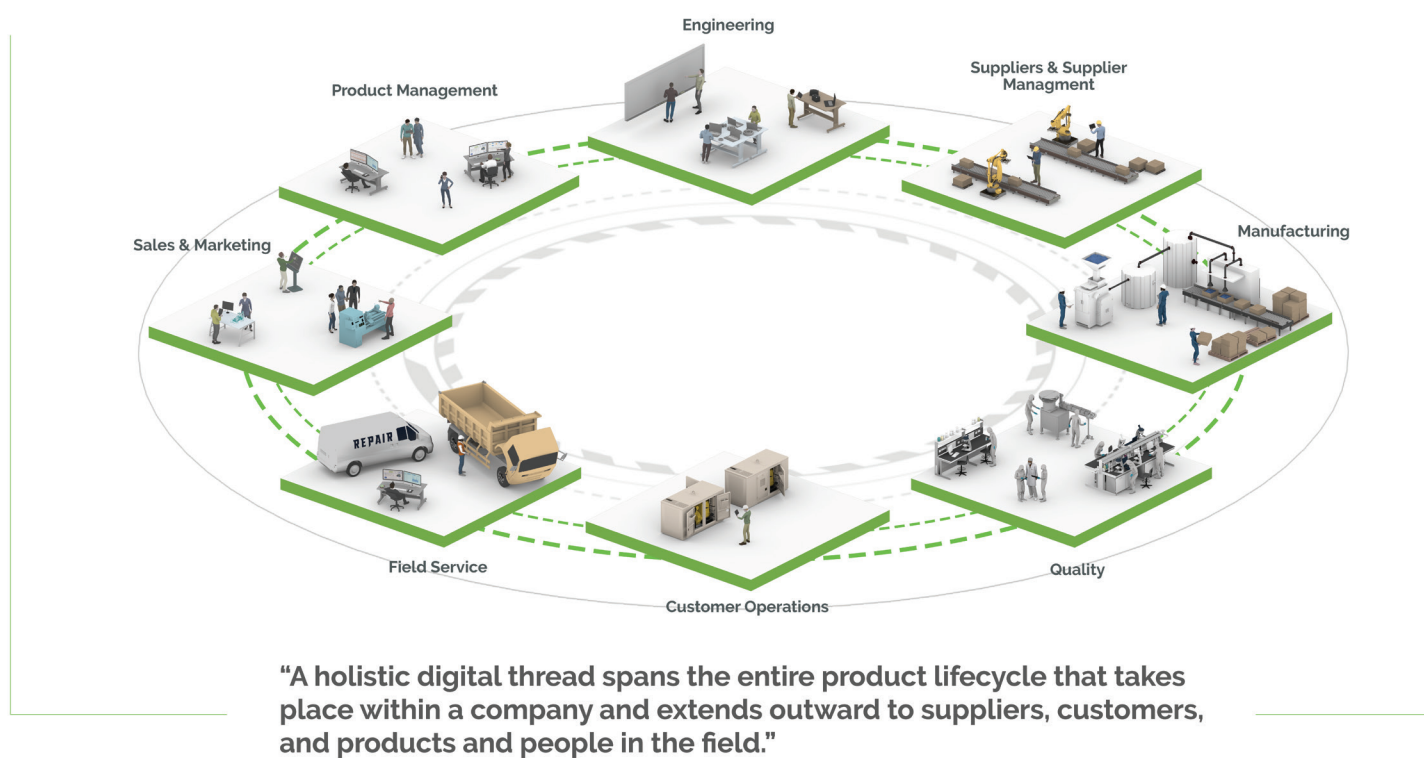 Engineering
Suppliers & Supplier
Managment
Product Management
Manufacturing
Sales & Marketing
REPAIR
Field Service
Quality
Customer Operations
“A holistic digital thread spans the entire product lifecycle that takes
place within a company and extends outward to suppliers, customers,
and products and people in the field.”